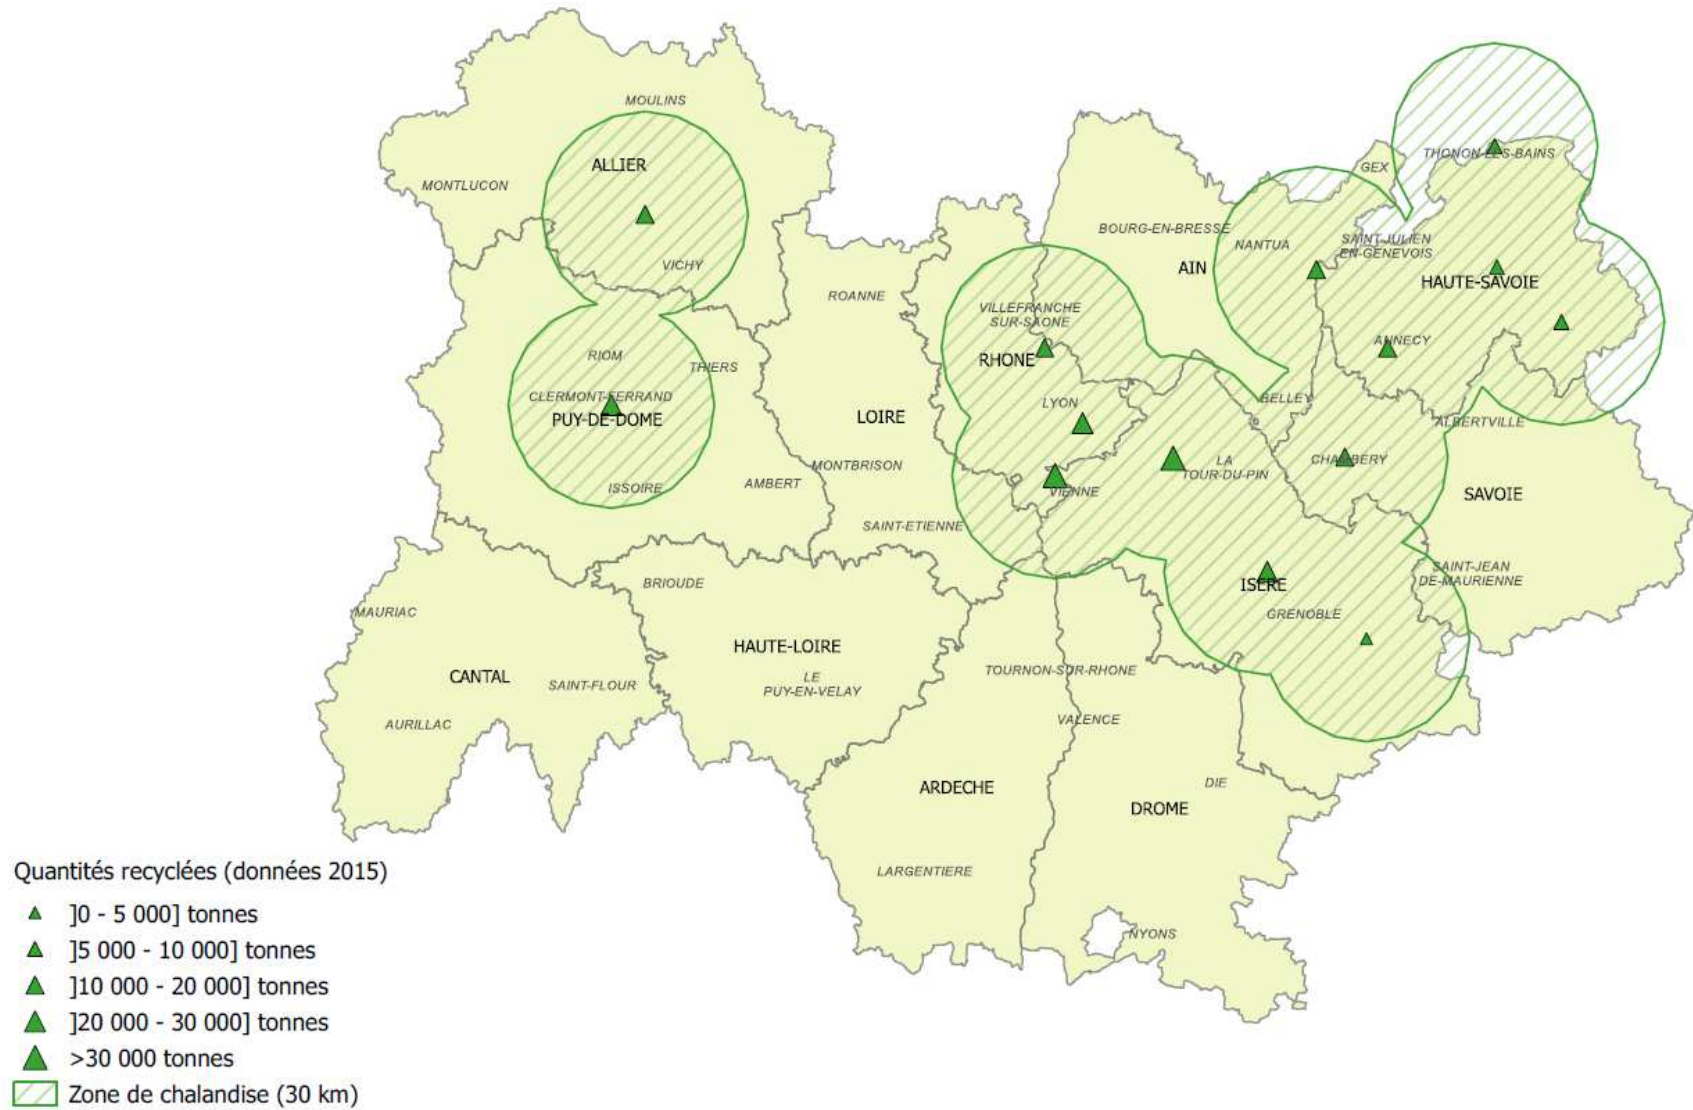 MOULINS
THONON-LES-BAINS
ALLIER
GEX
MONTLUCON
BOURG-EN-BRESSE
NANTUA
SAINT-JULIEN
EN-GENEVOIS
VICHY
AIN
HAUTE-SAVOIE
ROANNE
VILLEFRANCHE
SUR-SAONE
RIOM
RHONE
ANNECY
THIERS
CLERMONT-FERRAND
PUY-DE-DOME
LOIRE
LYON
BELLEY
ALBERTVILLE
MONTBRISON
LA
TOUR-DU-PIN
CHAMBERY
ISSOIRE
AMBERT
VIENNE
SAVOIE
SAINT-ETIENNE
BRIOUDE
ISERE
SAINT-JEAN
DE-MAURIENNE
MAURIAC
GRENOBLE
HAUTE-LOIRE
CANTAL
SAINT-FLOUR
LE
PUY-EN-VELAY
TOURNON-SUR-RHONE
AURILLAC
VALENCE
ARDECHE
DIE
DROME
LARGENTIERE
NYONS
Quantités recyclées (données 2015)
]0 - 5 000] tonnes
]5 000 - 10 000] tonnes
]10 000 - 20 000] tonnes
]20 000 - 30 000] tonnes
>30 000 tonnes
Zone de chalandise (30 km)